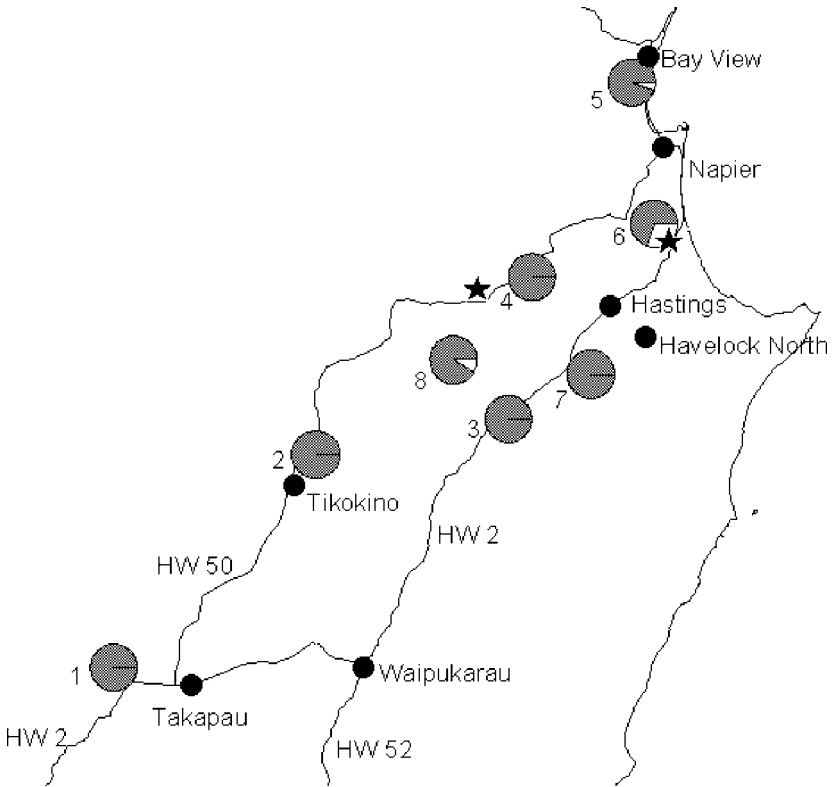 Bay View
5
Napier
6
4
Hastings
Havelock North
8
7
3
2
Tikokino
HW 2
HW 50
1
Waipukarau
Takapau
HW 2
HW 52